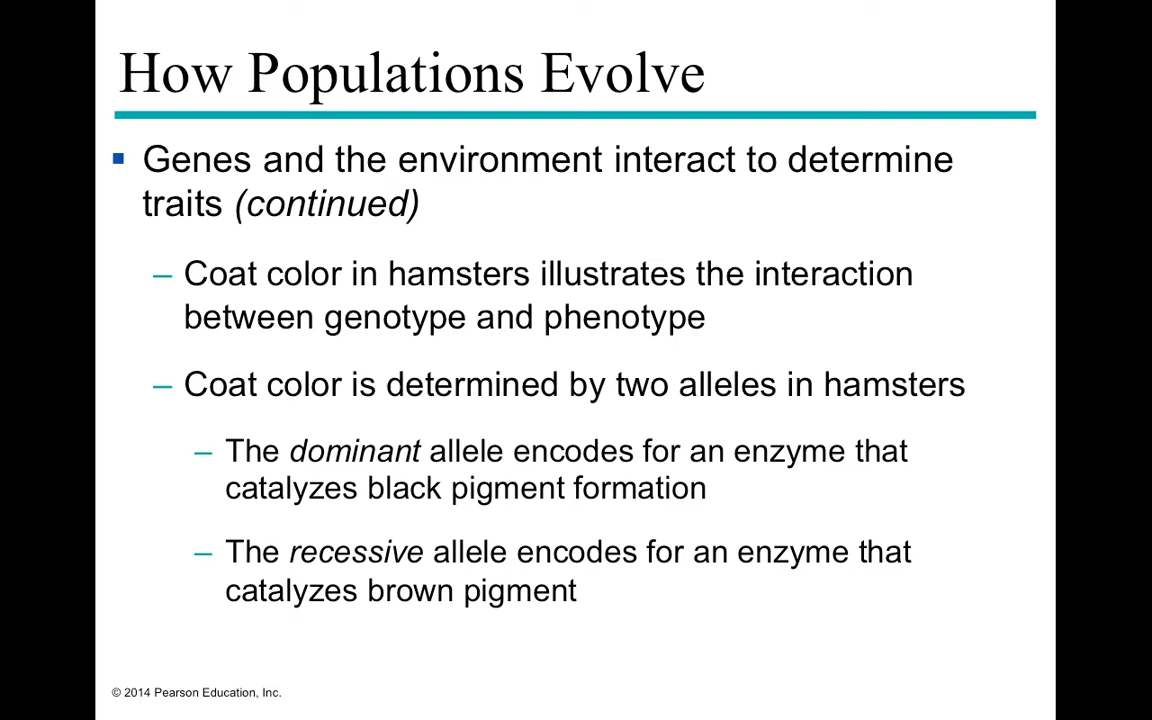 How Populations Evolve
▪ Genes and the environment interact to determine
traits (continued)
– Coat color in hamsters illustrates the interaction
between genotype and phenotype
– Coat color is determined by two alleles in hamsters
– The dominant allele encodes for an enzyme that
catalyzes black pigment formation
– The recessive allele encodes for an enzyme that
catalyzes brown pigment
© 2014 Pearson Education, Inc.